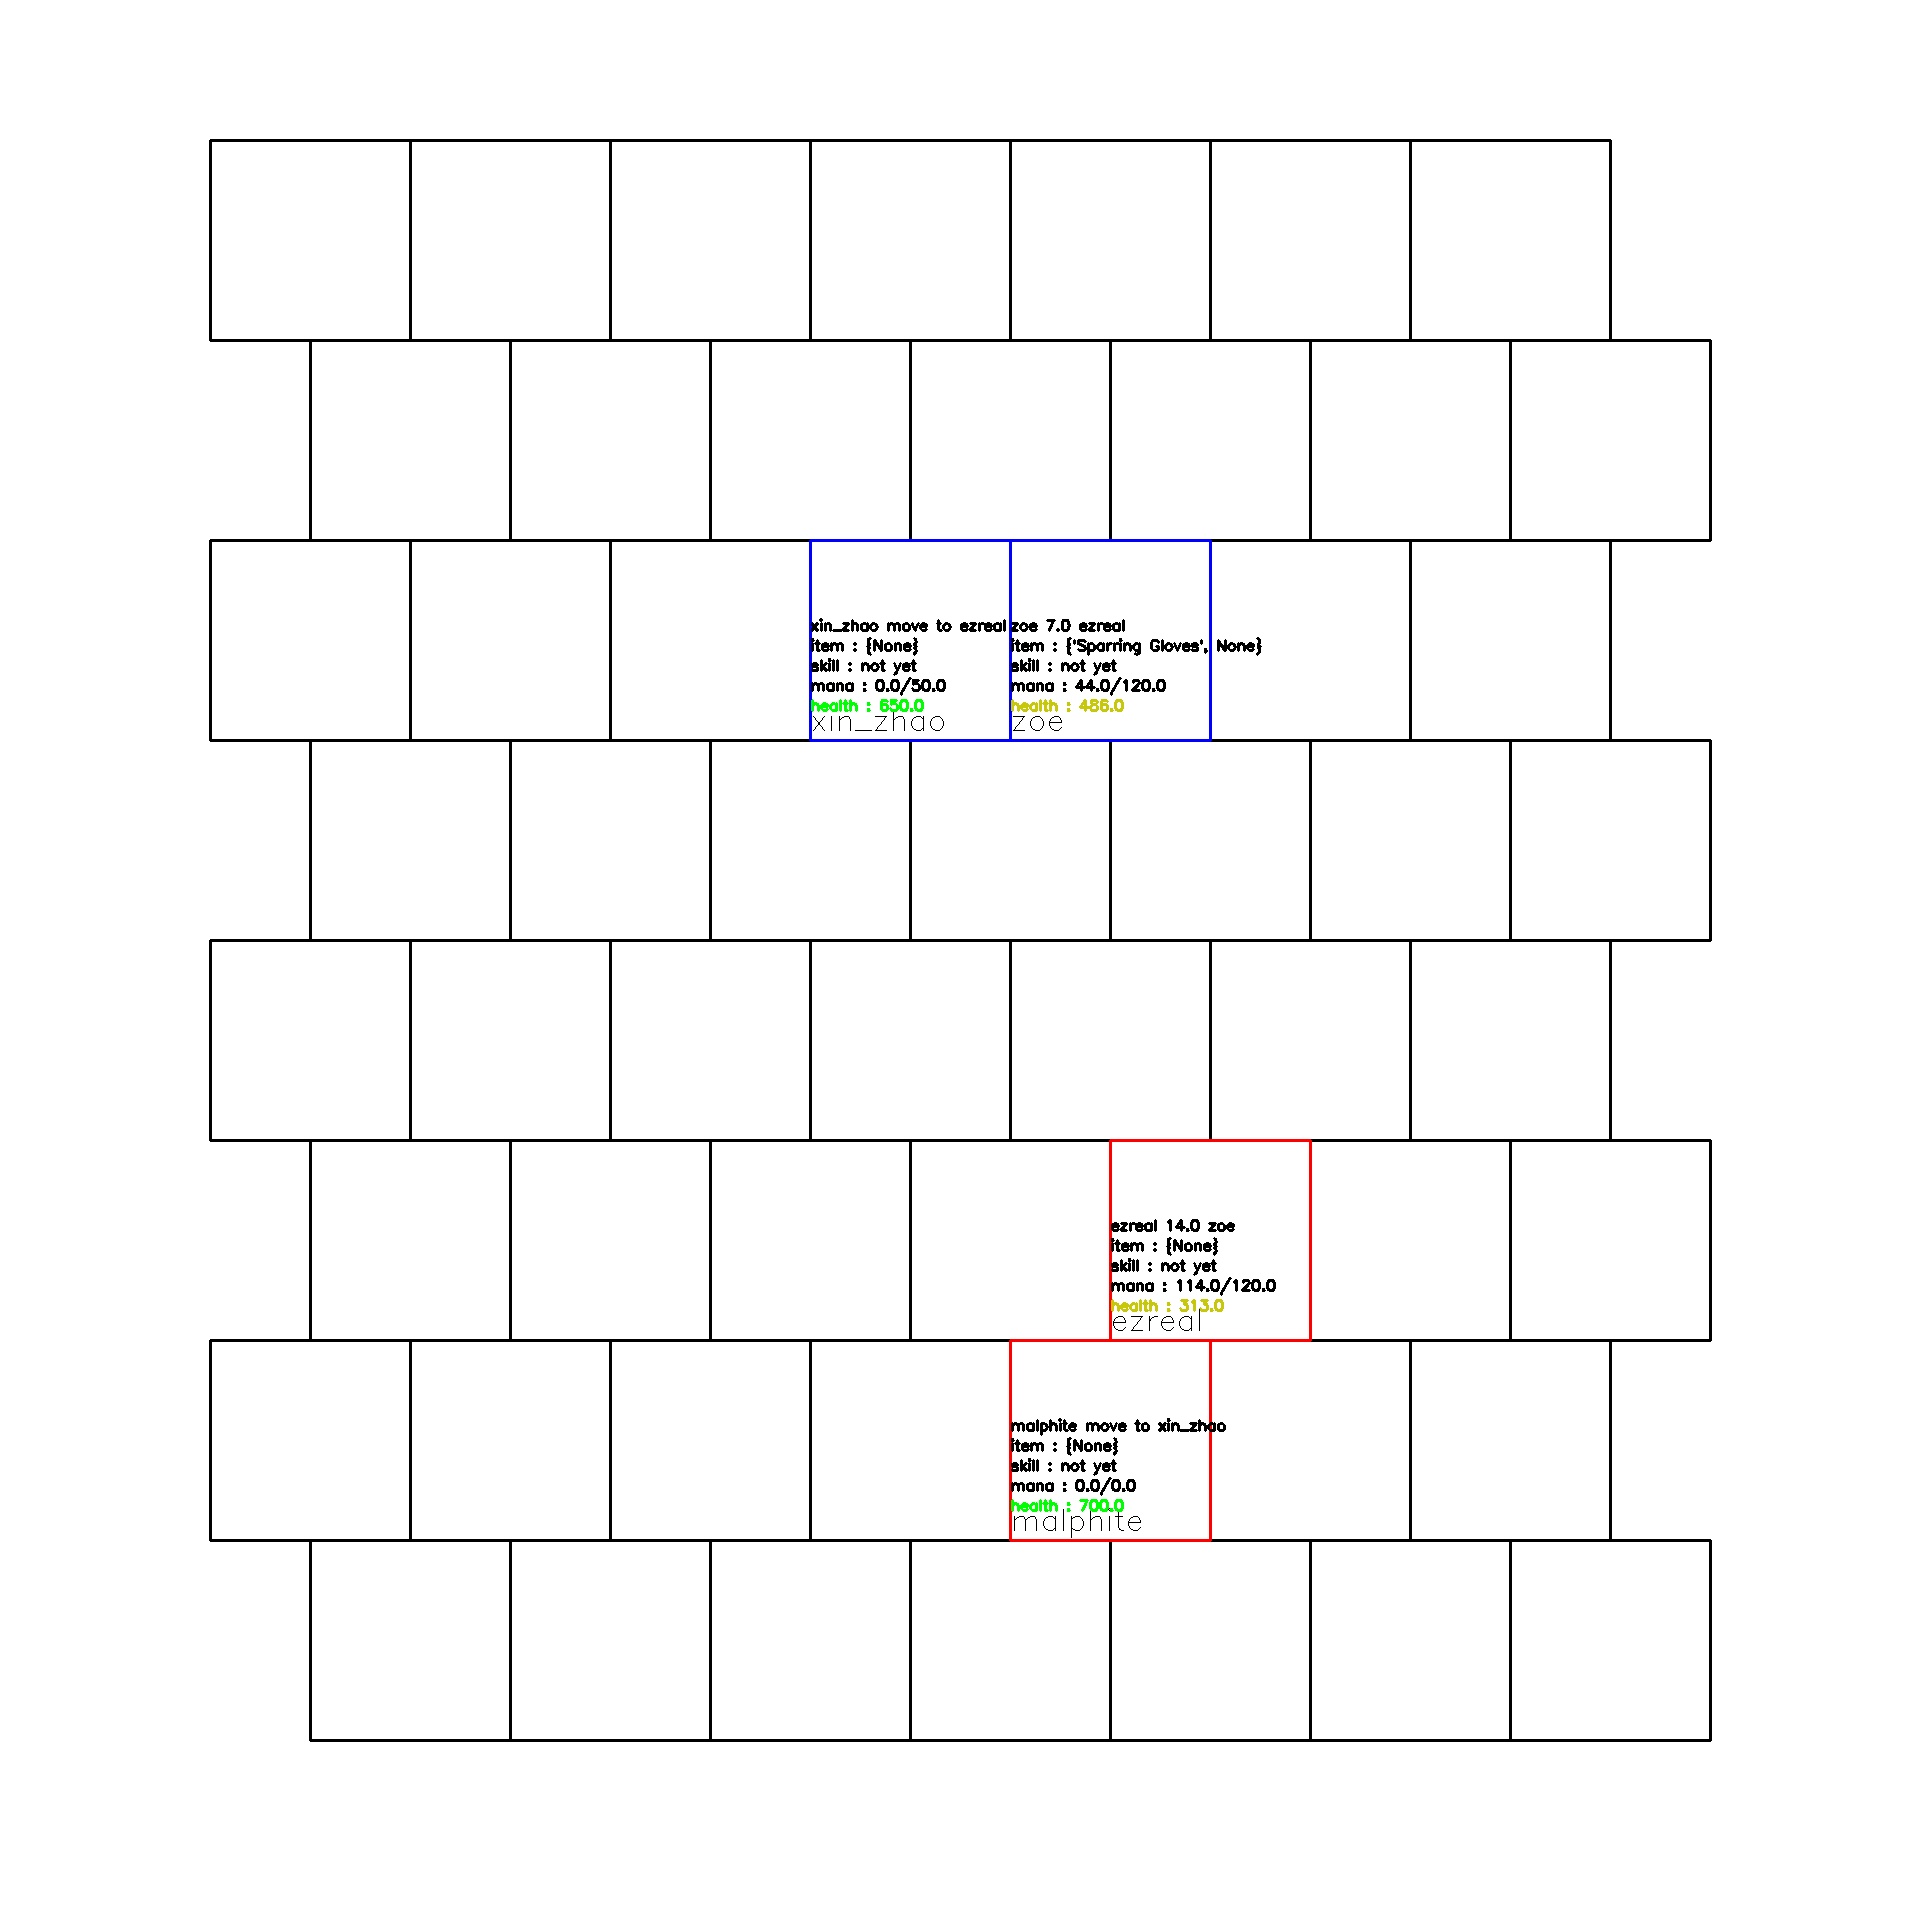 xin_zhao move to ezreal
item : {None}
skill : not yet
mana : 0.0/50.0
health : 650.0
xin_zhao
zoe 7.0 ezreal
item : {'Sparring Gloves', None}
skill : not yet
mana : 44.0/120.0
health : 486.0
zoe
ezreal 14.0 zoe
item : {None}
skill : not yet
mana : 114.0/120.0
health : 313.0
ezreal
malphite move to xin_zhao
item : {None}
skill : not yet
mana : 0.0/0.0
health : 700.0
malphite